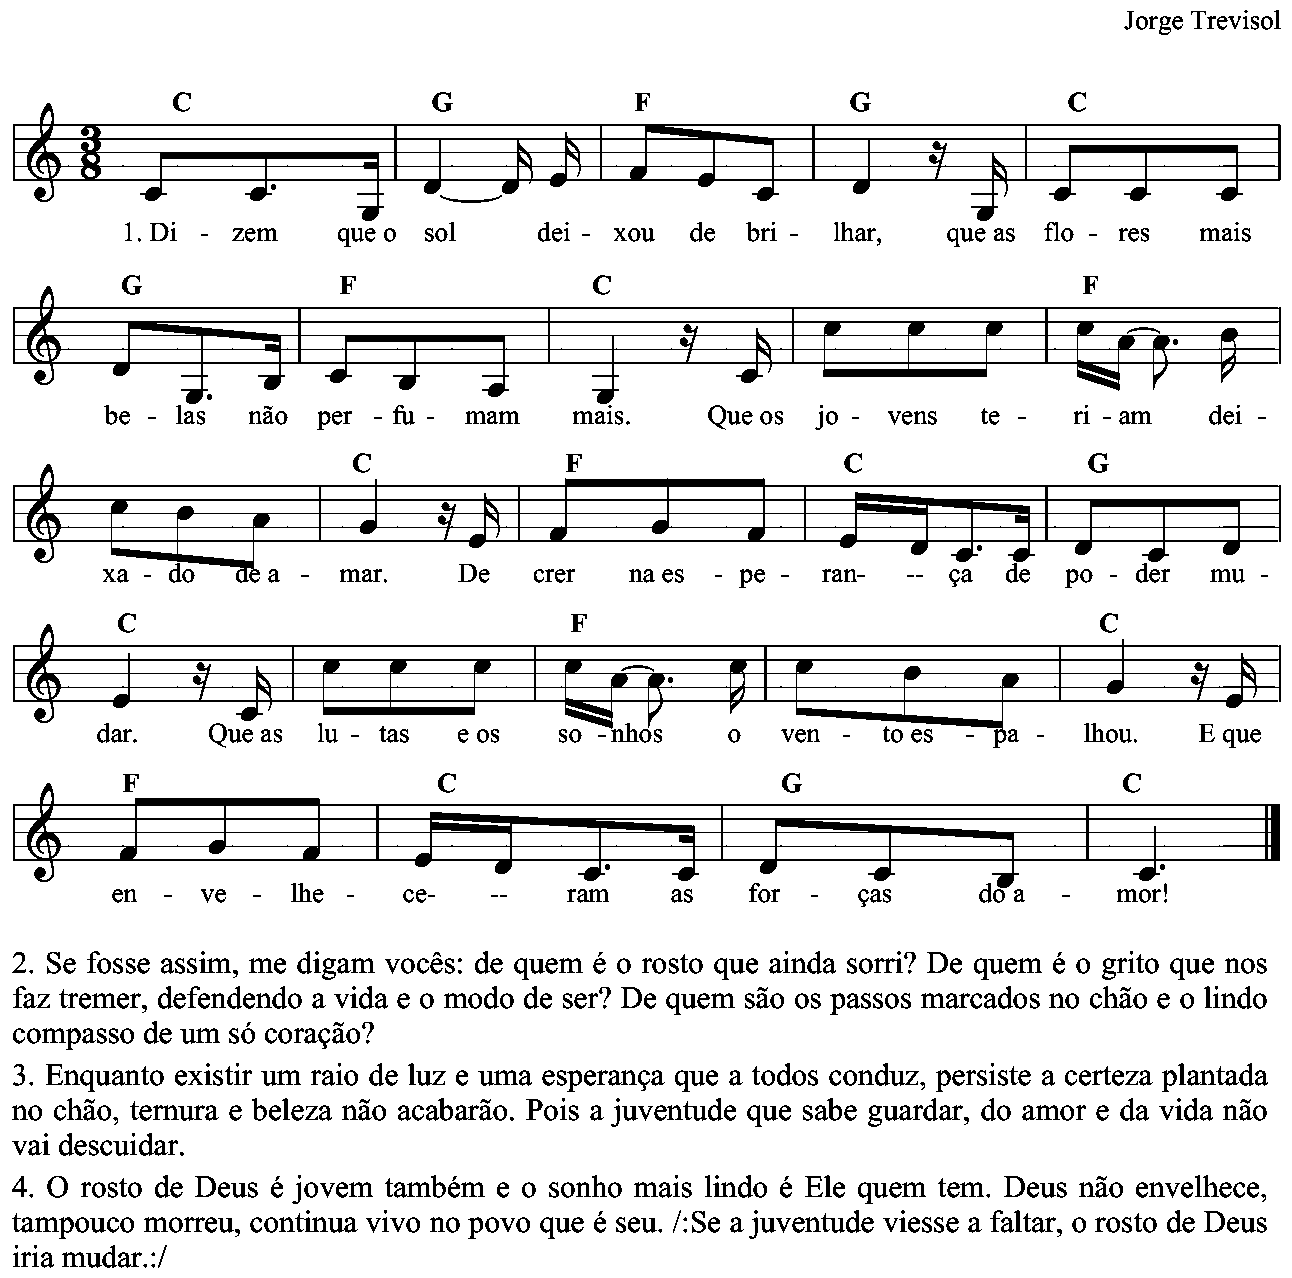 Jorge Trevisol
C G F G C
3
8
1. Di - zem que o sol dei - xou de bri - lhar, que as flo - res mais
G F C F
be - las não per - fu - mam mais. Que os jo - vens te - ri - am dei -
C F C G
xa - do de a - mar. De crer na es - pe - ran- -- ça de po - der mu -
C F C
dar. Que as lu - tas e os so - nhos o ven - to es - pa - lhou. E que
F C G C
en - ve - lhe - ce- -- ram as for - ças do a - mor!
2. Se fosse assim, me digam vocês: de quem é o rosto que ainda sorri? De quem é o grito que nos
faz tremer, defendendo a vida e o modo de ser? De quem são os passos marcados no chão e o lindo
compasso de um só coração?
3. Enquanto existir um raio de luz e uma esperança que a todos conduz, persiste a certeza plantada
no chão, ternura e beleza não acabarão. Pois a juventude que sabe guardar, do amor e da vida não
vai descuidar.
4. O rosto de Deus é jovem também e o sonho mais lindo é Ele quem tem. Deus não envelhece,
tampouco morreu, continua vivo no povo que é seu. /:Se a juventude viesse a faltar, o rosto de Deus
iria mudar.:/